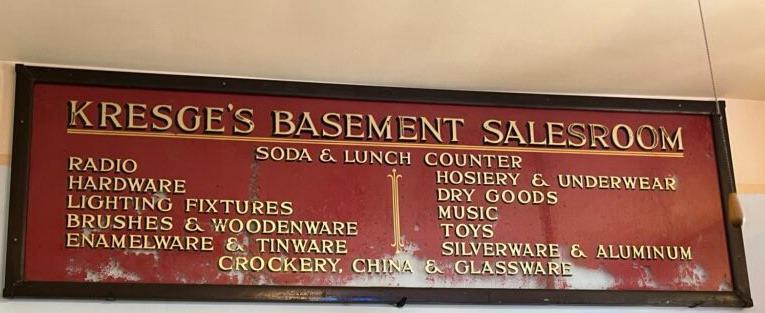 KRESGE'S BASEMENT SALESROOM
SODA & LUNCH COUNTER
RADIO
HARDWARE
LIGHTING FIXTURES
BRUSHES & WOODENWARE
ENAMELWARE & TINWARE
HOSIERY & UNDERWEAR
DRY GOODS
MUSIC
TOYS
SILVERWARE & ALUMINUM
CROCKERY, CHINA & GLASSWARE